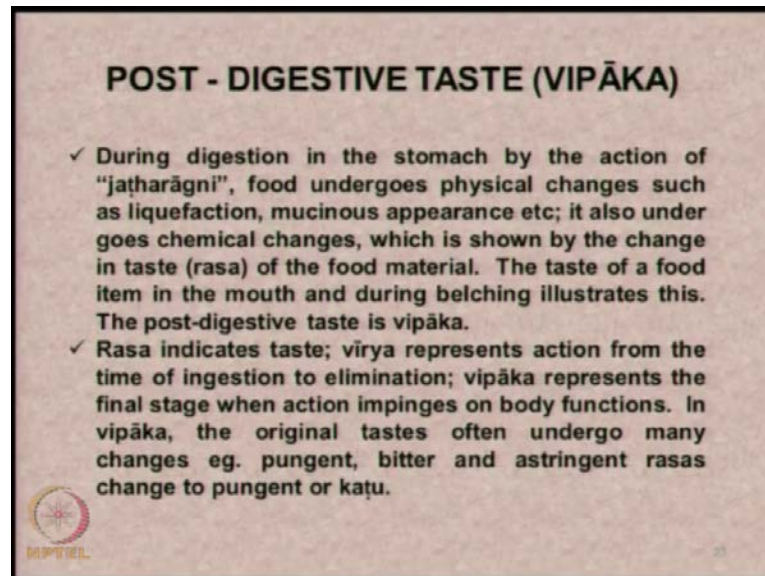 POST - DIGESTIVE TASTE (VIPĀKA)
✓ During digestion in the stomach by the action of
"jaṭharāgni", food undergoes physical changes such
as liquefaction, mucinous appearance etc; it also under
goes chemical changes, which is shown by the change
in taste (rasa) of the food material. The taste of a food
item in the mouth and during belching illustrates this.
The post-digestive taste is vipāka.
✓ Rasa indicates taste; vīrya represents action from the
time of ingestion to elimination; vipāka represents the
final stage when action impinges on body functions. In
vipāka, the original tastes often undergo many
changes eg. pungent, bitter and astringent rasas
change to pungent or kaṭu.
NPTEL